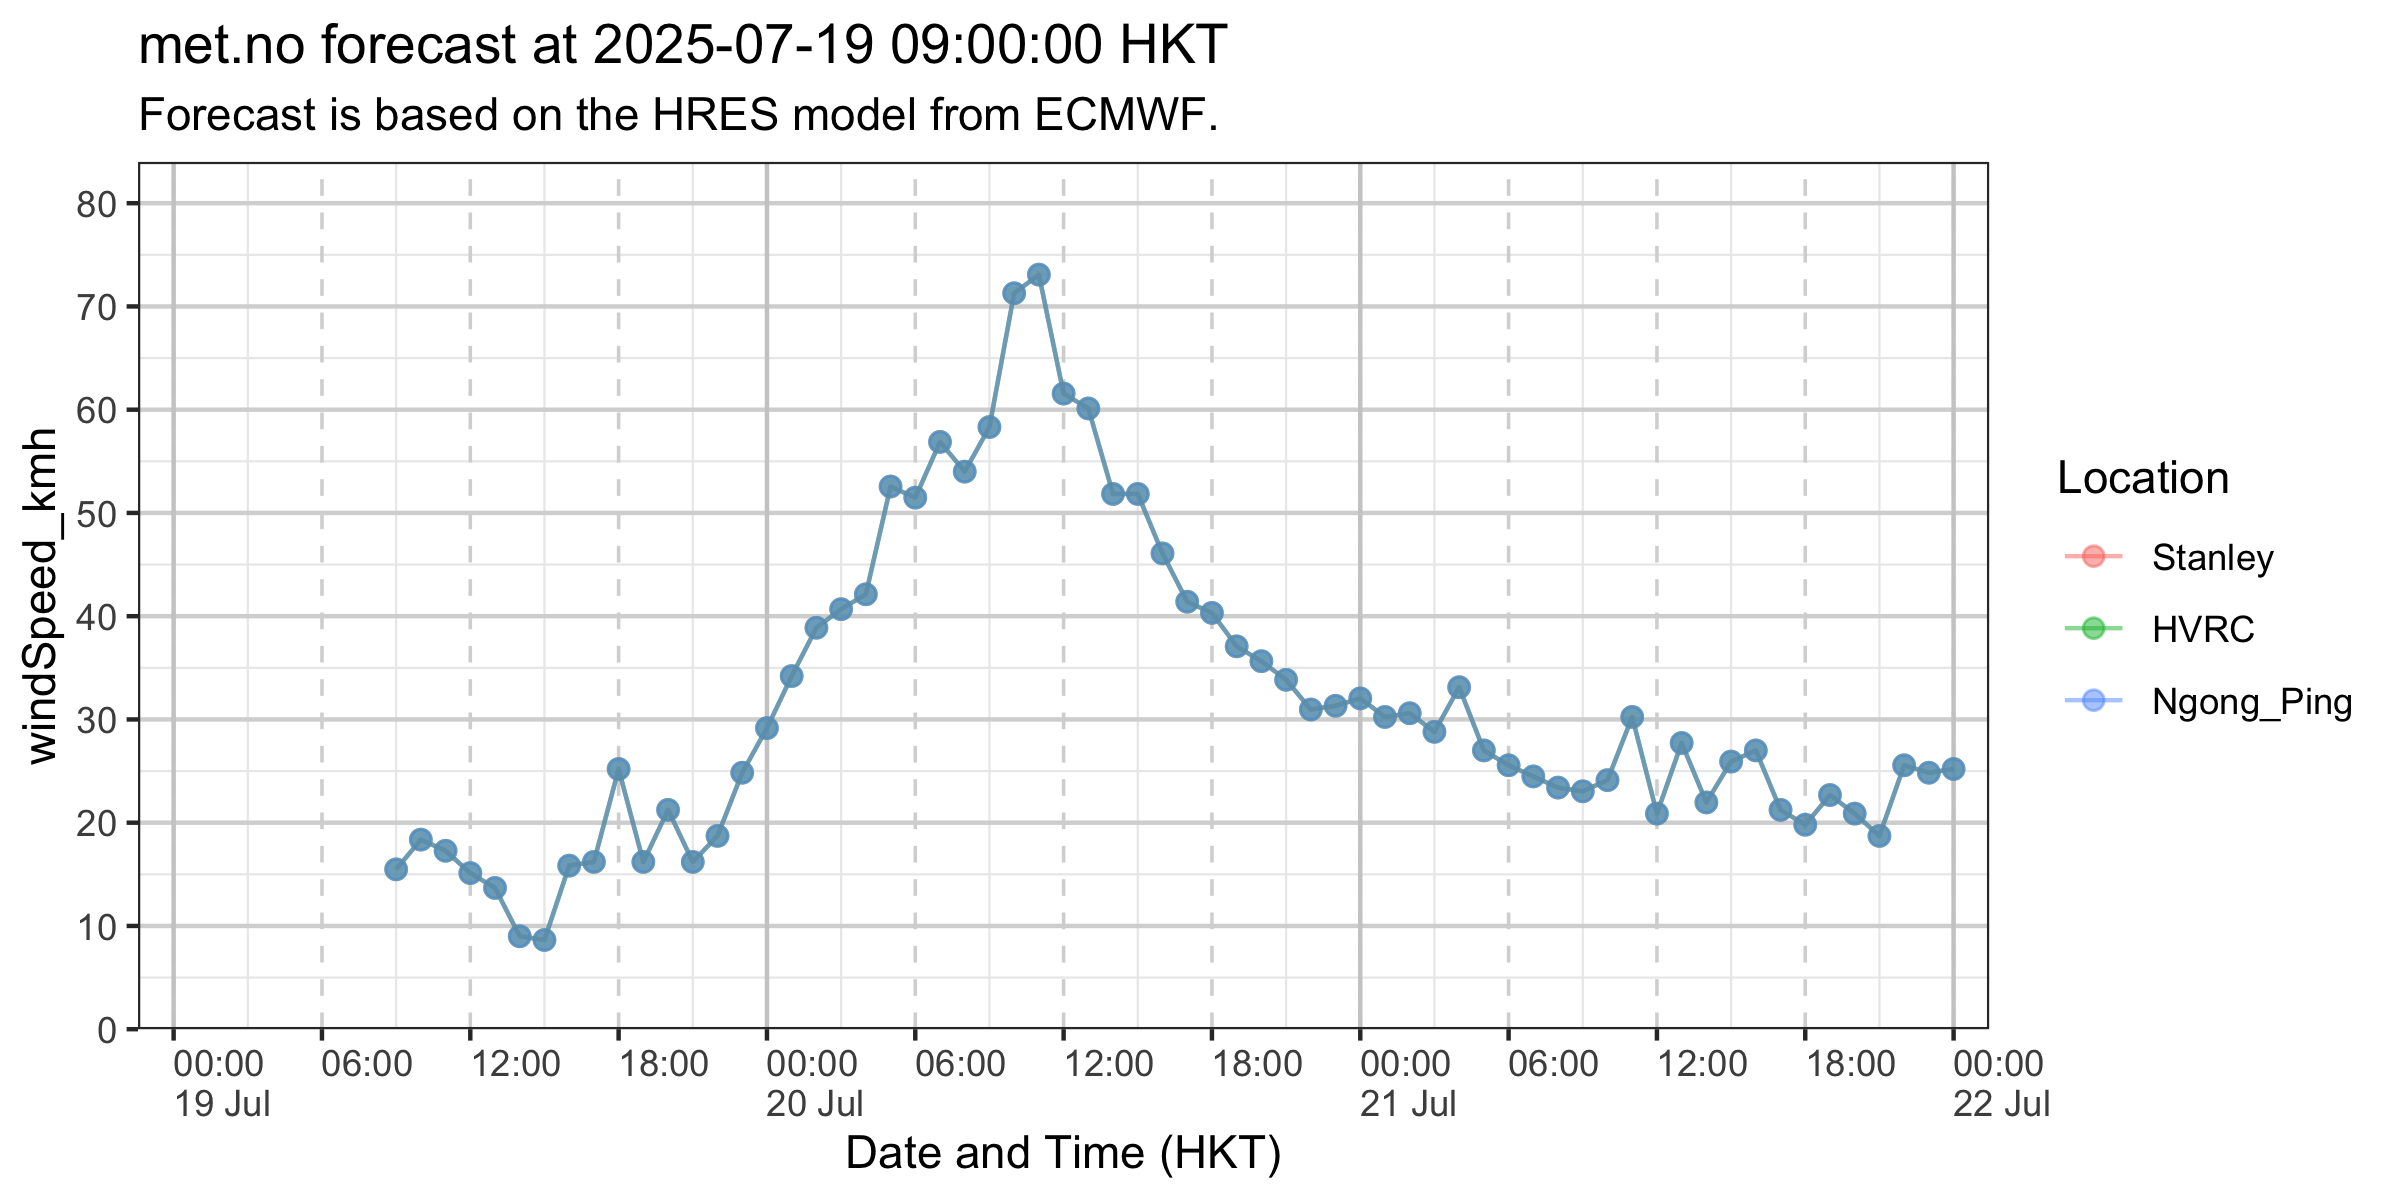 met.no forecast at 2025-07-19 09:00:00 HKT
Forecast is based on the HRES model from ECMWF.
windSpeed_kmh
80
70
60
50
40
30
20
10
0
00:00 06:00 12:00 18:00 00:00 06:00 12:00 18:00 00:00 06:00 12:00 18:00 00:00
19 Jul 20 Jul 21 Jul 22 Jul
Date and Time (HKT)
Location
Stanley
HVRC
Ngong_Ping